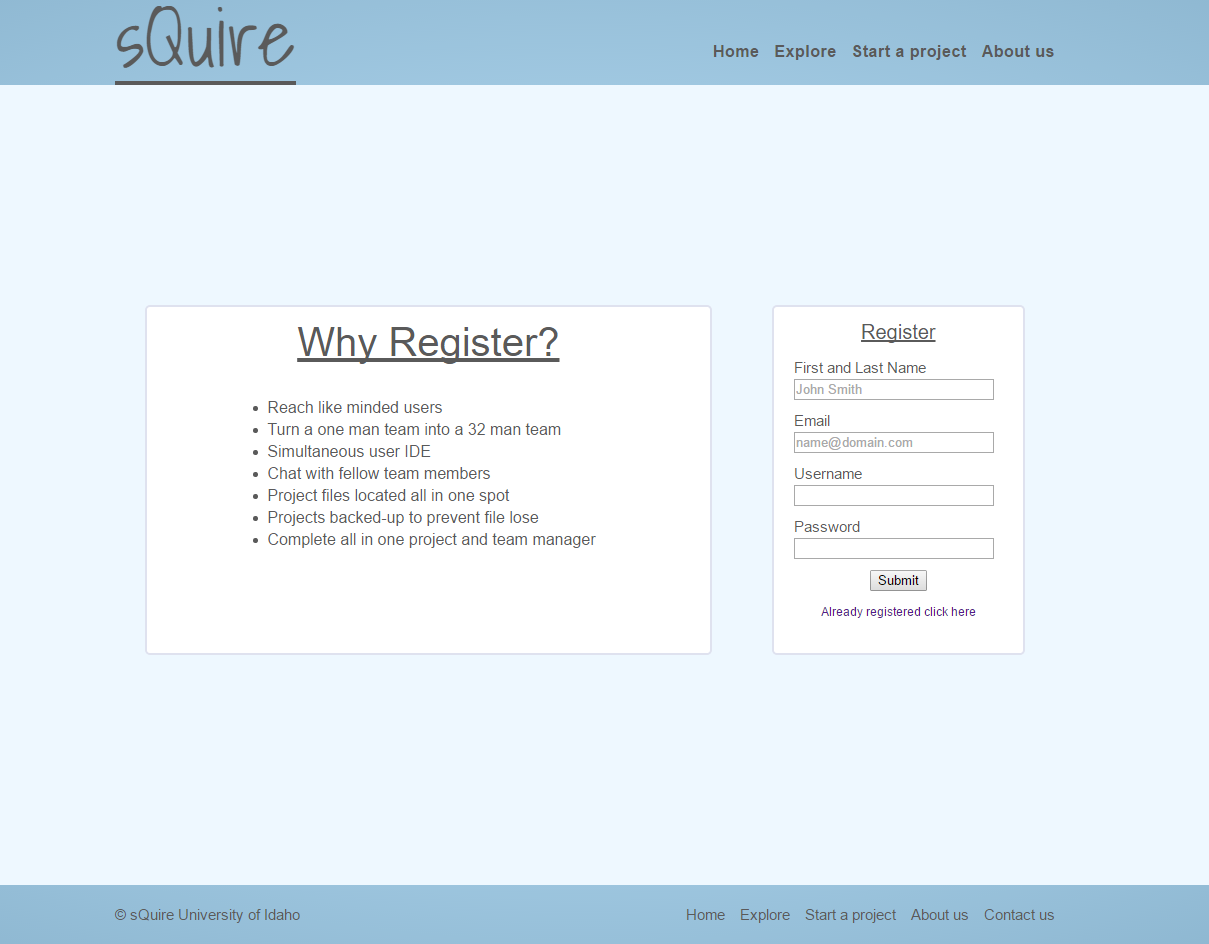 sQuire
Home Explore Start a project About us
Why Register?
Reach like minded users
Turn a one man team into a 32 man team
Simultaneous user IDE
Chat with fellow team members
Project files located all in one spot
Projects backed-up to prevent file lose
Complete all in one project and team manager
Register
First and Last Name
John Smith
Email
name@domain.com
Username
Password
Submit
Already registered click here
© sQuire University of Idaho
Home Explore Start a project About us Contact us